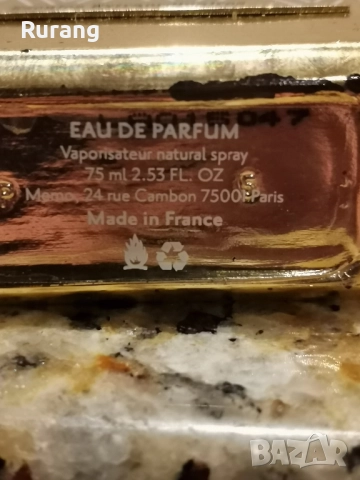 Rurang
EAU DE PARFUM
Vaporisateur natural spray
75 ml 2.53 FL. OZ
Memo, 24 rue Cambon 75001 Paris
Made in France
BAZAR